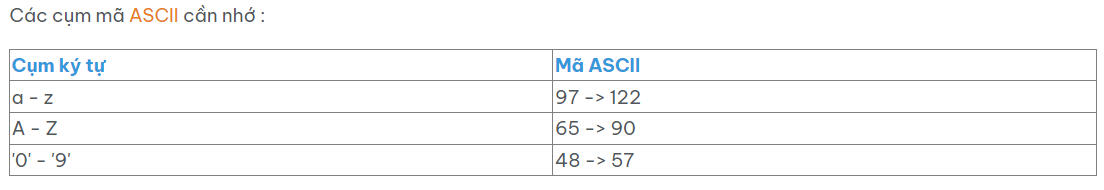 Các cụm mã ASCII cần nhớ :
Cụm ký tự Mã ASCII
a - z 97 -> 122
A - Z 65 -> 90
'0' - '9' 48 -> 57